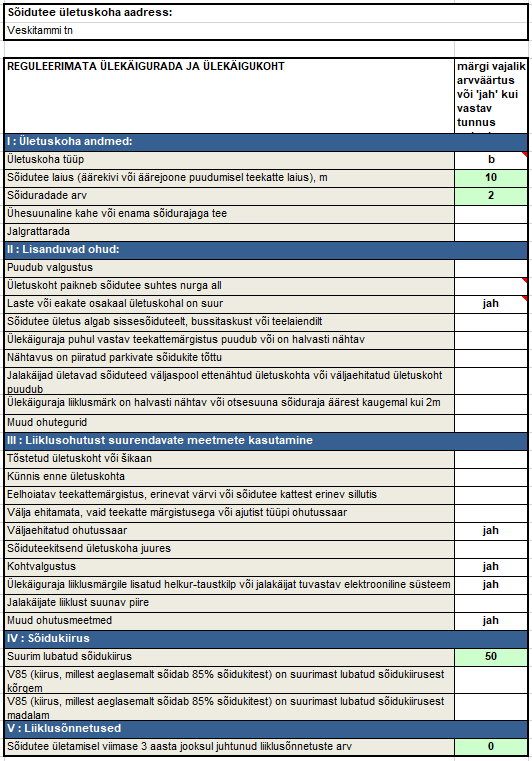 Sõidutee ületuskoha aadress:
Veskitammi tn
REGULEERIMATA ÜLEKÄIGURADA JA ÜLEKÄIGUKOHT
märgi vajalik
arvväärtus
või 'jah' kui
vastav
tunnus
I : Ületuskoha andmed:
Ületuskoha tüüp b
Sõidutee laius (äärekivi või äärejoone puudumisel teekatte laius), m 10
Sõiduradade arv 2
Ühesuunaline kahe või enama sõidurajaga tee
Jalgrattarada
II : Lisanduvad ohud:
Puudub valgustus
Ületuskoht paikneb sõidutee suhtes nurga all
Laste või eakate osakaal ületuskohal on suur jah
Sõidutee ületus algab sissesõiduteelt, bussitaskust või teelaiendilt
Ülekäiguraja puhul vastav teekattemärgistus puudub või on halvasti nähtav
Nähtavus on piiratud parkivate sõidukite tõttu
Jalakäijad ületavad sõiduteed väljaspool ettenähtud ületuskohta või väljaehitatud ületuskoht
puudub
Ülekäiguraja liiklusmärk on halvasti nähtav või otsesuuna sõiduraja äärest kaugemal kui 2m
Muud ohutegurid
III : Liiklusohutust suurendavate meetmete kasutamine
Tõstetud ületuskoht või šikaan
Künnis enne ületuskohta
Eelhoiatav teekattemärgistus, erinevat värvi või sõidutee kattest erinev sillutis
Välja ehitamata, vaid teekatte märgistusega või ajutist tüüpi ohutussaar
Väljaehitatud ohutussaar jah
Sõiduteekitsend ületuskoha juures
Kohtvalgustus jah
Ülekäiguraja liiklusmärgile lisatud helkur-taustkilp või jalakäijat tuvastav elektrooniline süsteem jah
Jalakäijate liiklust suunav piire
Muud ohutusmeetmed jah
IV : Sõidukiirus
Suurim lubatud sõidukiirus 50
V85 (kiirus, millest aeglasemalt sõidab 85% sõidukitest) on suurimast lubatud sõidukiirusest
kõrgem
V85 (kiirus, millest aeglasemalt sõidab 85% sõidukitest) on suurimast lubatud sõidukiirusest
madalam
V : Liiklusõnnetused
Sõidutee ületamisel viimase 3 aasta jooksul juhtunud liiklusõnnetuste arv 0